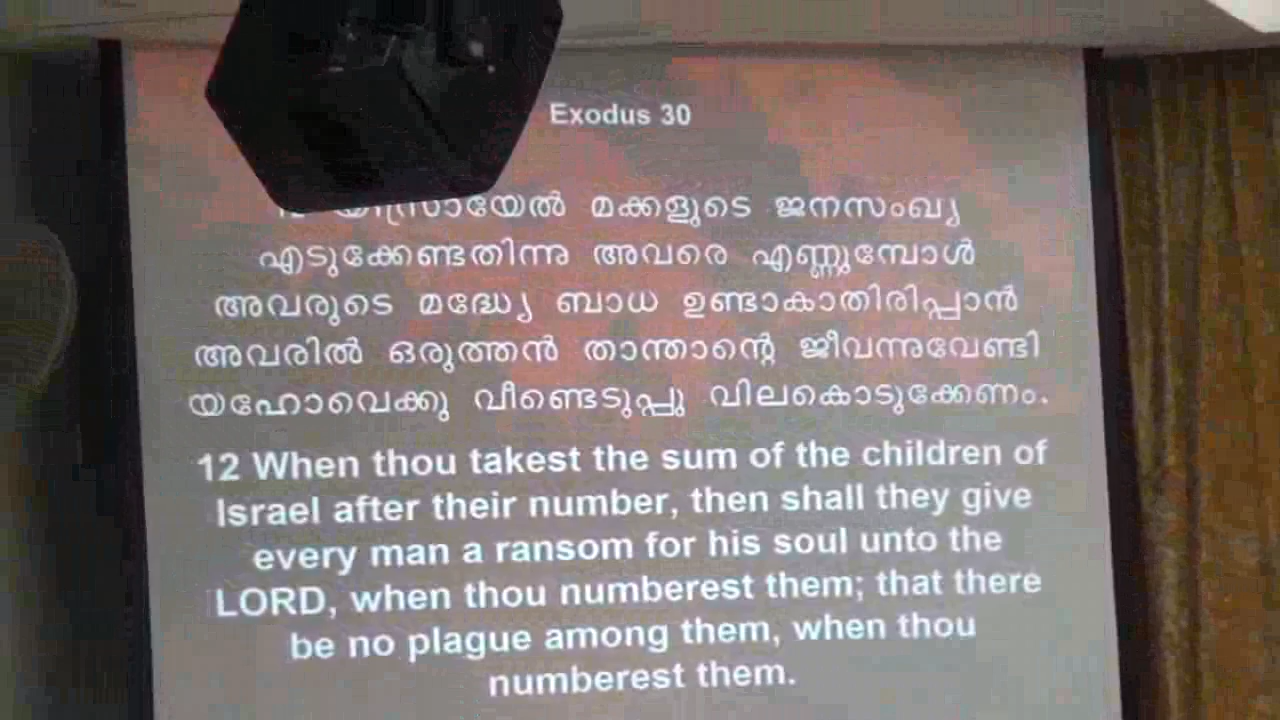 Exodus 30
12 യിസ്രായേൽ മക്കളുടെ ജനസംഖ്യ
എടുക്കേണ്ടതിന്നു അവരെ എണ്ണുമ്പോൾ
അവരുടെ മദ്ധ്യേ ബാധ ഉണ്ടാകാതിരിപ്പാൻ
അവരിൽ ഒരുത്തൻ താന്താന്റെ ജീവന്നുവേണ്ടി
യഹോവെക്കു വീണ്ടെടുപ്പു വിലകൊടുക്കേണം.
12 When thou takest the sum of the children of
Israel after their number, then shall they give
every man a ransom for his soul unto the
LORD, when thou numberest them; that there
be no plague among them, when thou
numberest them.